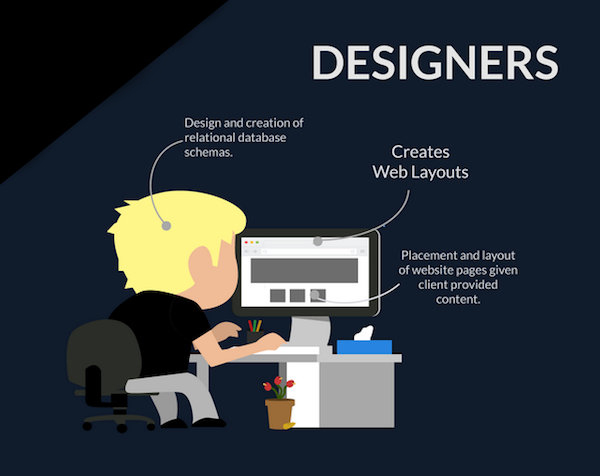 DESIGNERS
Design and creation of
relational database
schemas.
Creates
Web Layouts
Placement and layout
of website pages given
client provided
content.